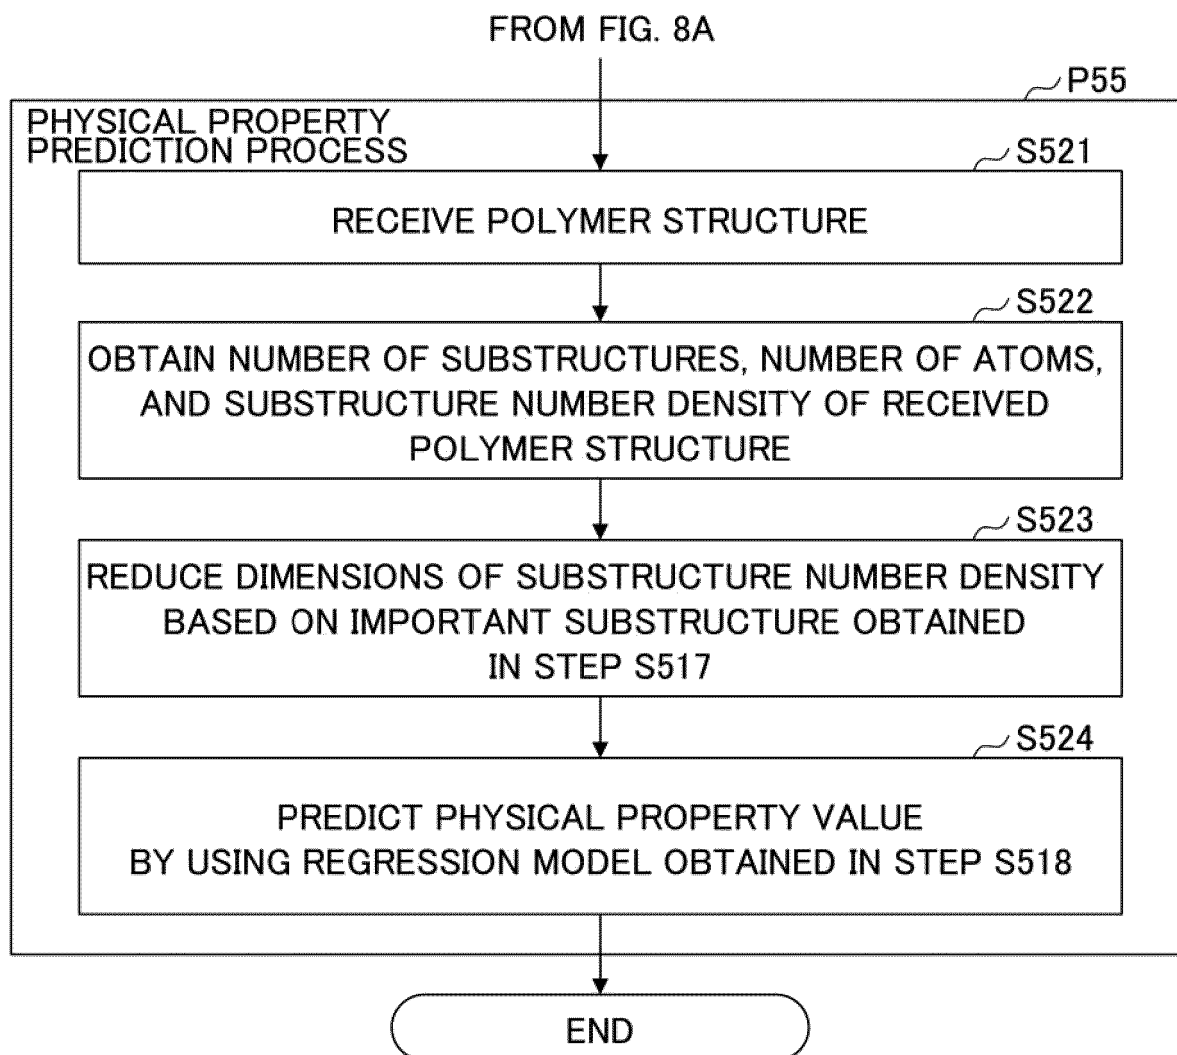 FROM FIG. 8A
P55
PHYSICAL PROPERTY
PREDICTION PROCESS
S521
RECEIVE POLYMER STRUCTURE
S522
OBTAIN NUMBER OF SUBSTRUCTURES, NUMBER OF ATOMS,
AND SUBSTRUCTURE NUMBER DENSITY OF RECEIVED
POLYMER STRUCTURE
S523
REDUCE DIMENSIONS OF SUBSTRUCTURE NUMBER DENSITY
BASED ON IMPORTANT SUBSTRUCTURE OBTAINED
IN STEP S517
S524
PREDICT PHYSICAL PROPERTY VALUE
BY USING REGRESSION MODEL OBTAINED IN STEP S518
END